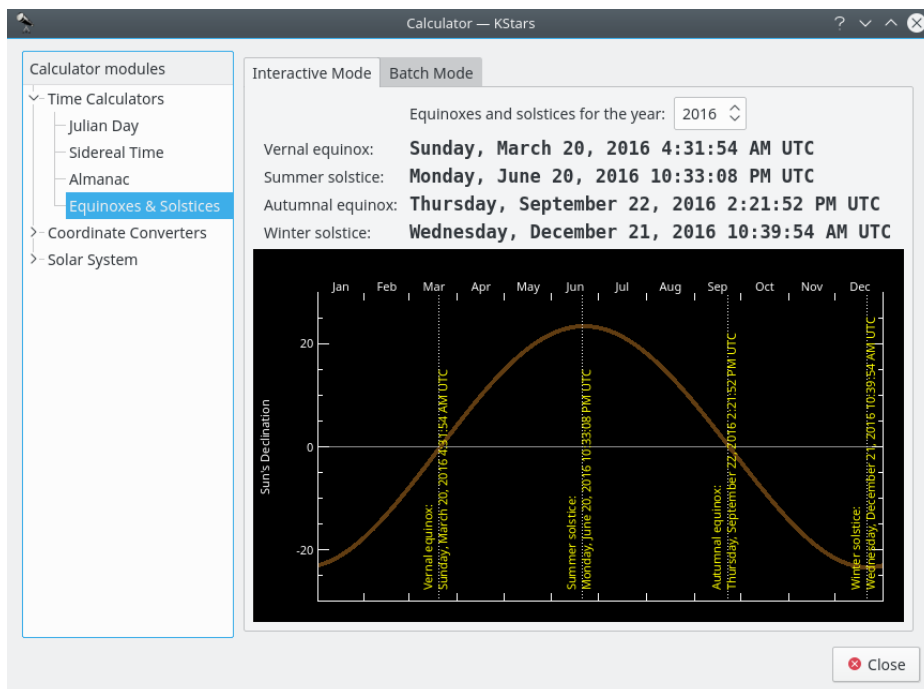 Calculator — KStars
Calculator modules
Time Calculators
Julian Day
Sidereal Time
Almanac
Equinoxes & Solstices
Coordinate Converters
Solar System
Interactive Mode Batch Mode
Equinoxes and solstices for the year: 2016
Vernal equinox: Sunday, March 20, 2016 4:31:54 AM UTC
Summer solstice: Monday, June 20, 2016 10:33:08 PM UTC
Autumnal equinox: Thursday, September 22, 2016 2:21:52 PM UTC
Winter solstice: Wednesday, December 21, 2016 10:39:54 AM UTC
Jan Feb Mar Apr May Jun Jul Aug Sep Oct Nov Dec
20
0
-20
Sun's Declination
Vernal equinox:
Sunday, March 20, 2016 4:31:54 AM UTC
Summer solstice:
Monday, June 20, 2016 10:33:08 PM UTC
Autumnal equinox:
Thursday, September 22, 2016 2:21:52 PM UTC
Winter solstice:
Wednesday, December 21, 2016 10:39:54 AM UTC
Close